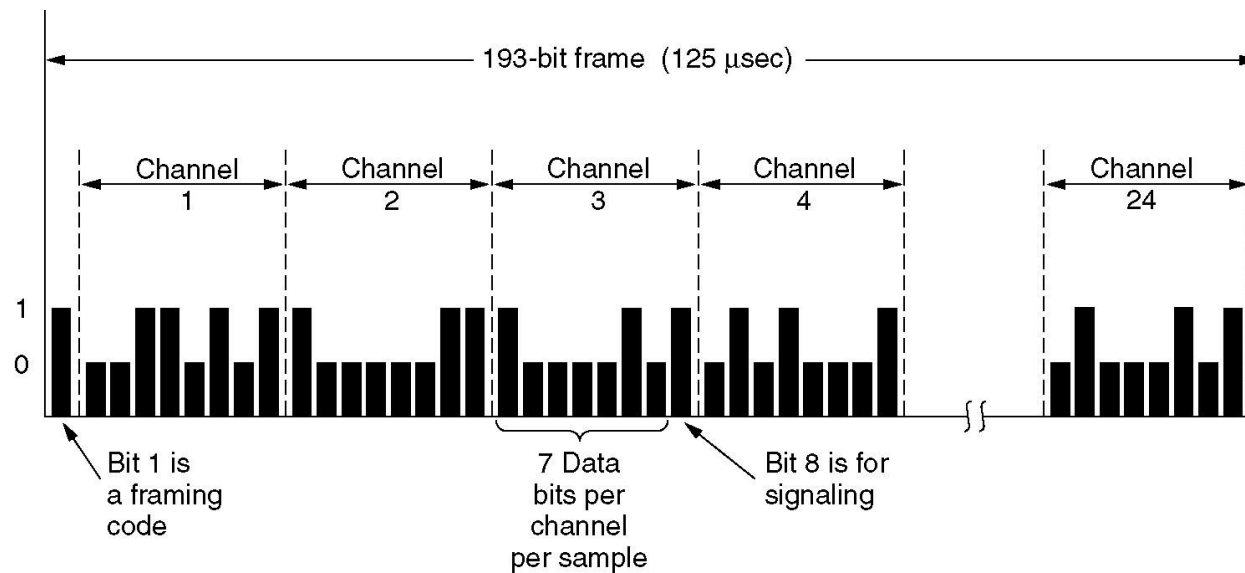 193-bit frame (125 μsec)
Channel
1
Channel
2
Channel
3
Channel
4
Channel
24
1
0
Bit 1 is
a framing
code
7 Data
bits per
channel
per sample
Bit 8 is for
signaling